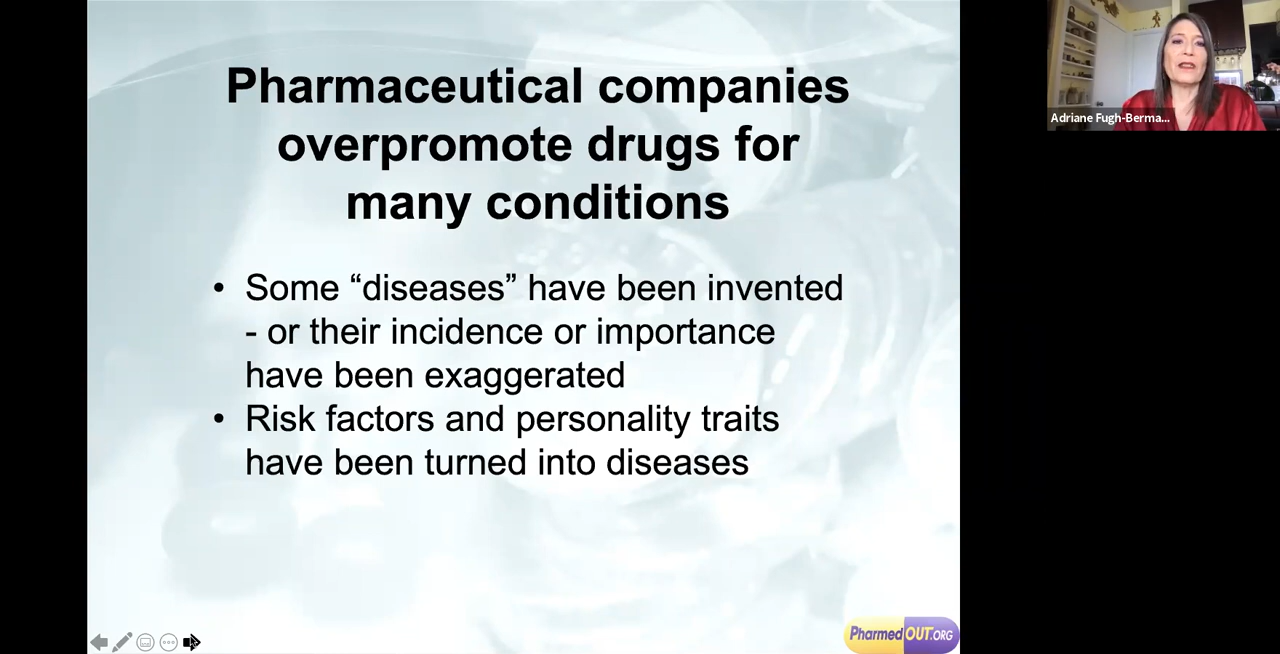 Pharmaceutical companies
overpromote drugs for
many conditions
• Some “diseases” have been invented
- or their incidence or importance
have been exaggerated
• Risk factors and personality traits
have been turned into diseases
Adriane Fugh-Berma...
PharmedOUT.ORG